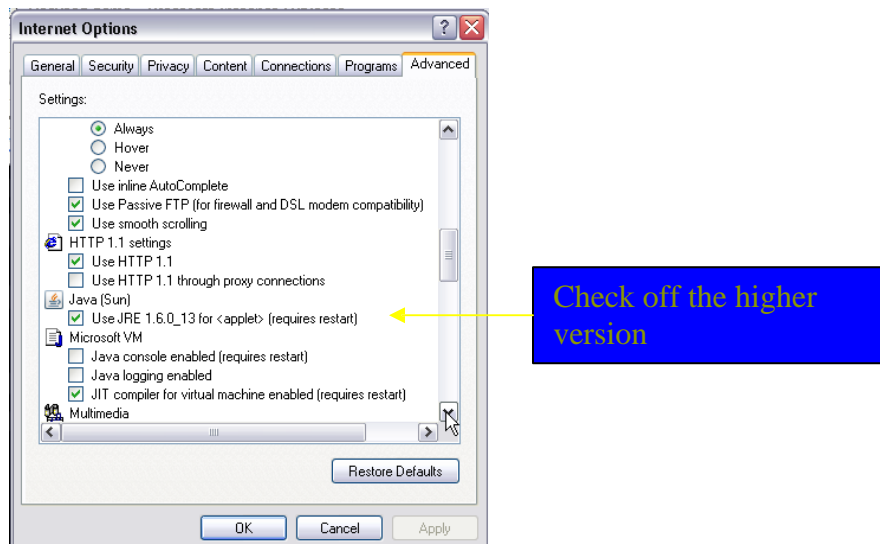 Internet Options
General Security Privacy Content Connections Programs Advanced
Settings:
Always
Hover
Never
Use inline AutoComplete
Use Passive FTP (for firewall and DSL modem compatibility)
Use smooth scrolling
HTTP 1.1 settings
Use HTTP 1.1
Use HTTP 1.1 through proxy connections
Java (Sun)
Use JRE 1.6.0_13 for <applet> (requires restart)
Microsoft VM
Java console enabled (requires restart)
Java logging enabled
JIT compiler for virtual machine enabled (requires restart)
Multimedia
Restore Defaults
OK Cancel Apply
Check off the higher
version